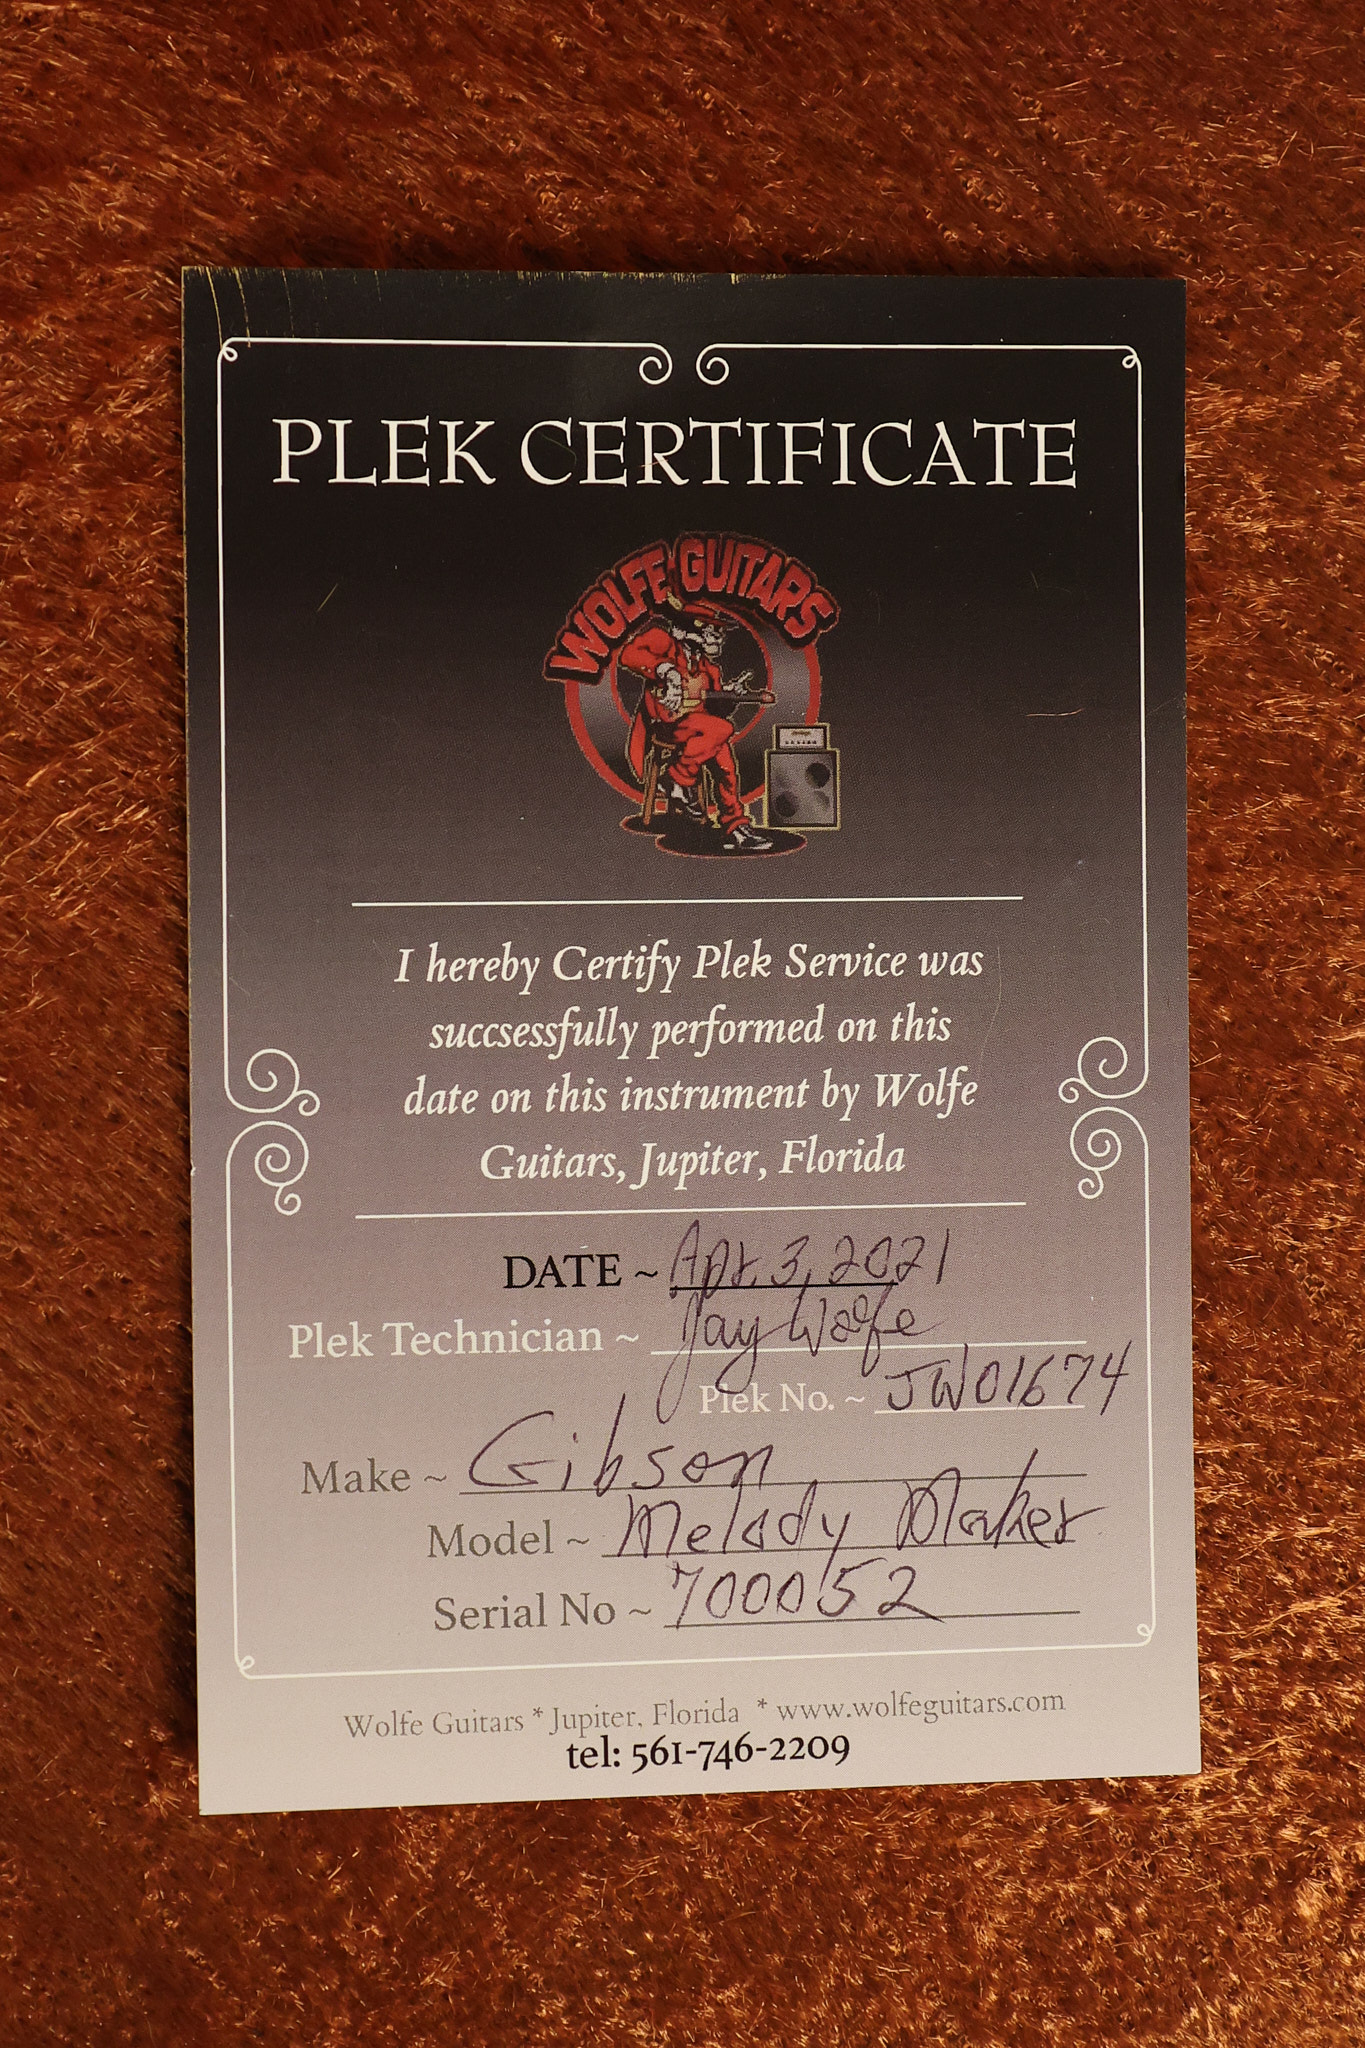 PLEK CERTIFICATE
WOLFE GUITARS
I hereby Certify Plek Service was
succsessfully performed on this
date on this instrument by Wolfe
Guitars, Jupiter, Florida
DATE ~ Apr. 3, 2021
Plek Technician ~ Jay Wolfe
Plek No. ~ JW01674
Make ~ Gibson
Model ~ Melody Maker
Serial No ~ 700052
Wolfe Guitars * Jupiter, Florida * www.wolfeguitars.com
tel: 561-746-2209